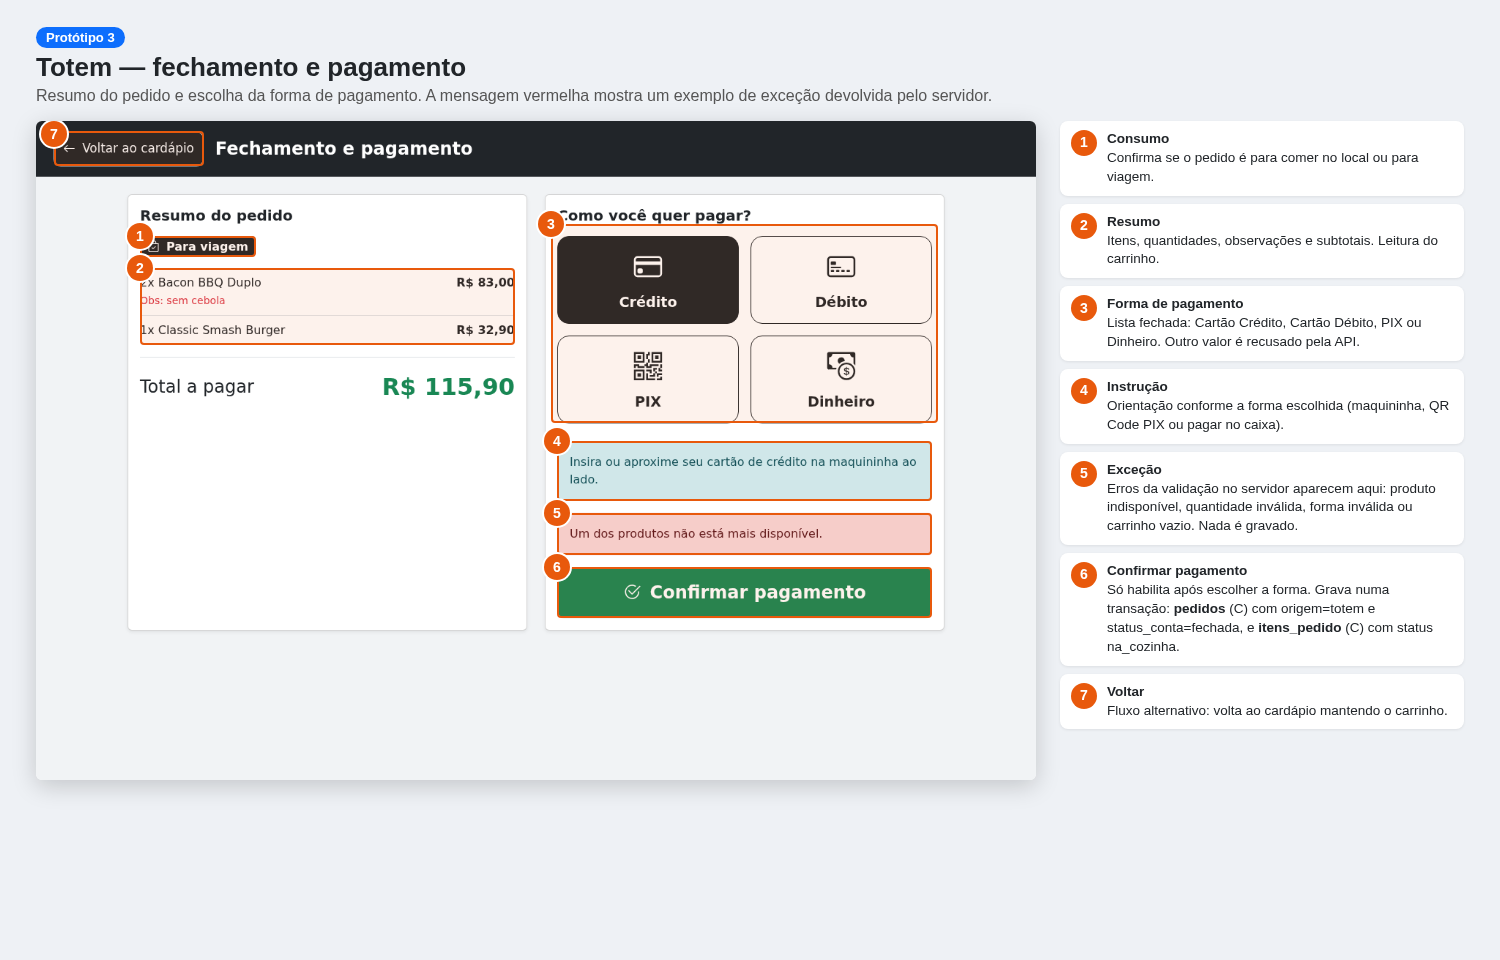 Protótipo 3
Totem — fechamento e pagamento
Resumo do pedido e escolha da forma de pagamento. A mensagem vermelha mostra um exemplo de exceção devolvida pelo servidor.
7
← Voltar ao cardápio
Fechamento e pagamento
Resumo do pedido
1
Para viagem
2
2x Bacon BBQ Duplo
R$ 83,00
Obs: sem cebola
1x Classic Smash Burger
R$ 32,90
Total a pagar
R$ 115,90
Como você quer pagar?
3
Crédito
Débito
PIX
$
Dinheiro
4
Insira ou aproxime seu cartão de crédito na maquininha ao
lado.
5
Um dos produtos não está mais disponível.
6
Confirmar pagamento
1
Consumo
Confirma se o pedido é para comer no local ou para
viagem.
2
Resumo
Itens, quantidades, observações e subtotais. Leitura do
carrinho.
3
Forma de pagamento
Lista fechada: Cartão Crédito, Cartão Débito, PIX ou
Dinheiro. Outro valor é recusado pela API.
4
Instrução
Orientação conforme a forma escolhida (maquininha, QR
Code PIX ou pagar no caixa).
5
Exceção
Erros da validação no servidor aparecem aqui: produto
indisponível, quantidade inválida, forma inválida ou
carrinho vazio. Nada é gravado.
6
Confirmar pagamento
Só habilita após escolher a forma. Grava numa
transação: pedidos (C) com origem=totem e
status_conta=fechada, e itens_pedido (C) com status
na_cozinha.
7
Voltar
Fluxo alternativo: volta ao cardápio mantendo o carrinho.